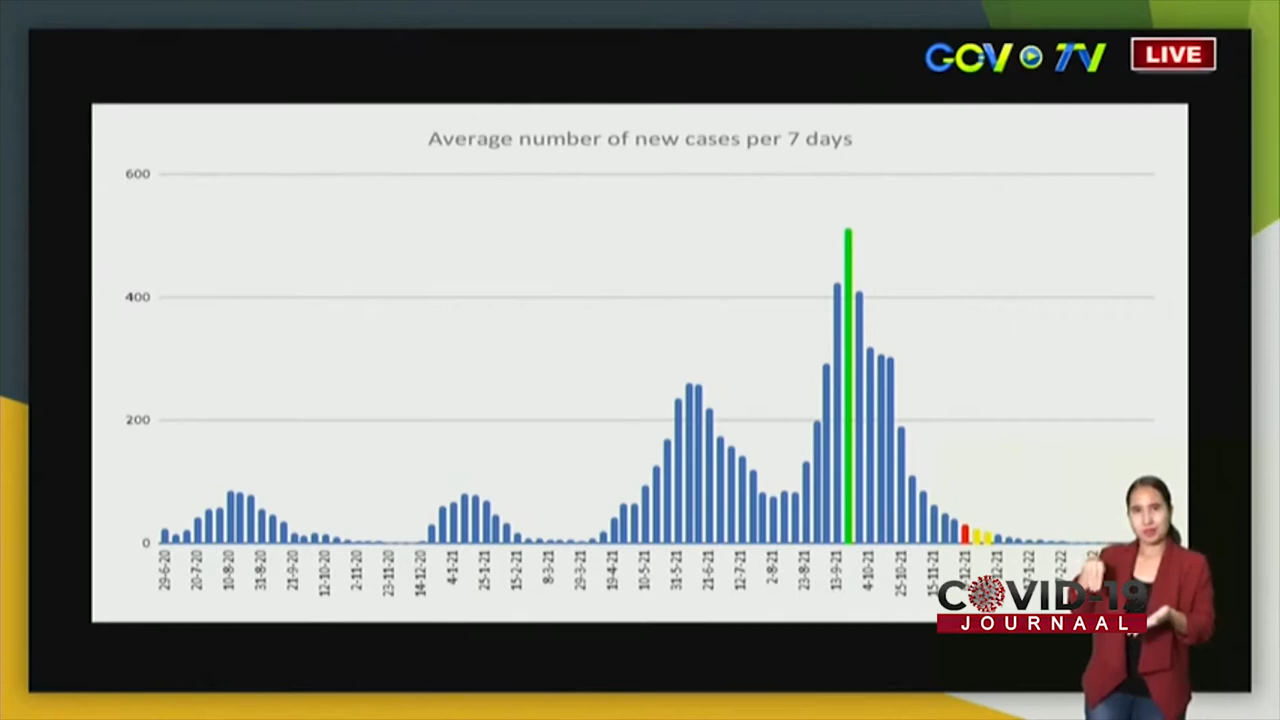 GOV TV LIVE
Average number of new cases per 7 days
600
400
200
0
29-6-20 20-7-20 10-8-20 31-8-20 21-9-20 12-10-20 2-11-20 23-11-20 14-12-20 4-1-21 25-1-21 15-2-21 8-3-21 29-3-21 19-4-21 10-5-21 31-5-21 21-6-21 12-7-21 2-8-21 23-8-21 13-9-21 4-10-21 25-10-21 15-11-21
COVID-19
JOURNAAL